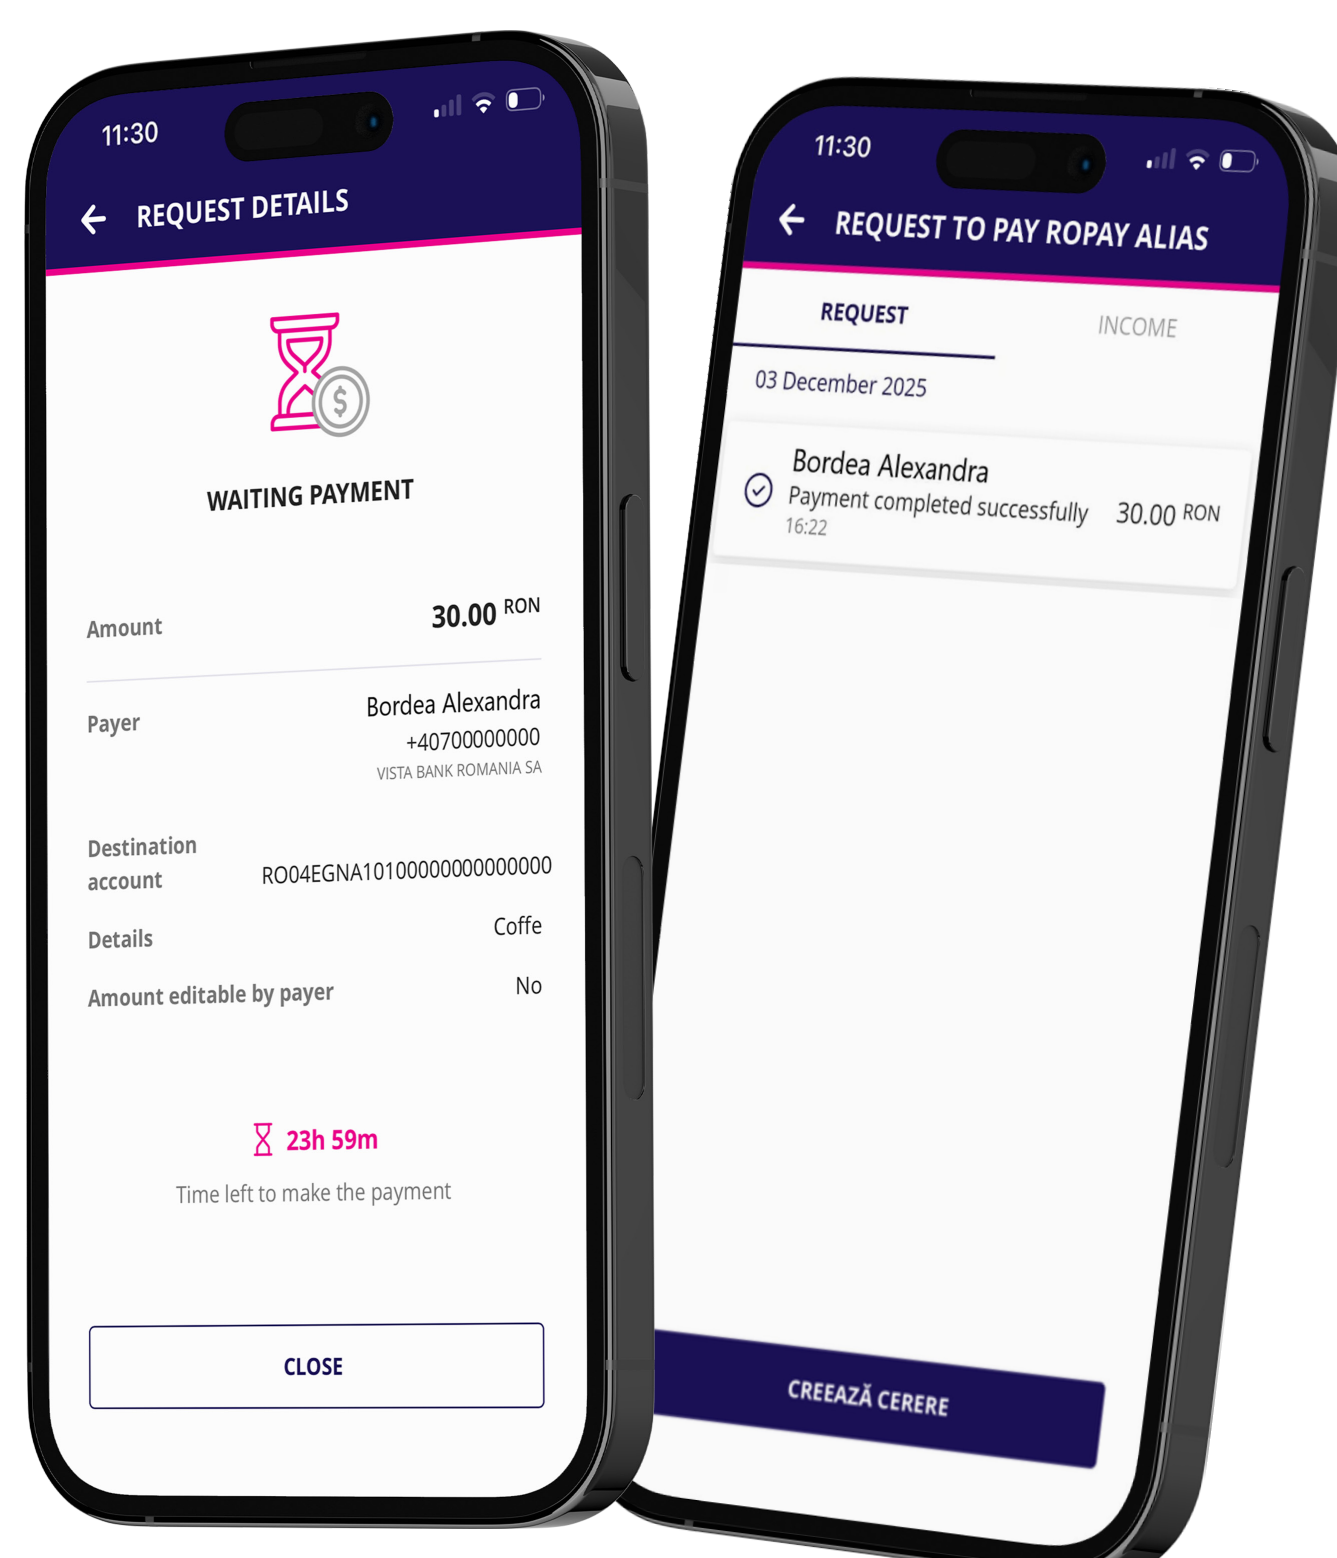 11:30
REQUEST DETAILS
$
WAITING PAYMENT
Amount
30.00 RON
Payer
Bordea Alexandra
+40700000000
VISTA BANK ROMANIA SA
Destination
account
RO04EGNA10100000000000000
Details
Coffe
Amount editable by payer
No
23h 59m
Time left to make the payment
CLOSE
11:30
REQUEST TO PAY ROPAY ALIAS
REQUEST
INCOME
03 December 2025
Bordea Alexandra
Payment completed successfully
30.00 RON
16:22
CREEAZĂ CERERE